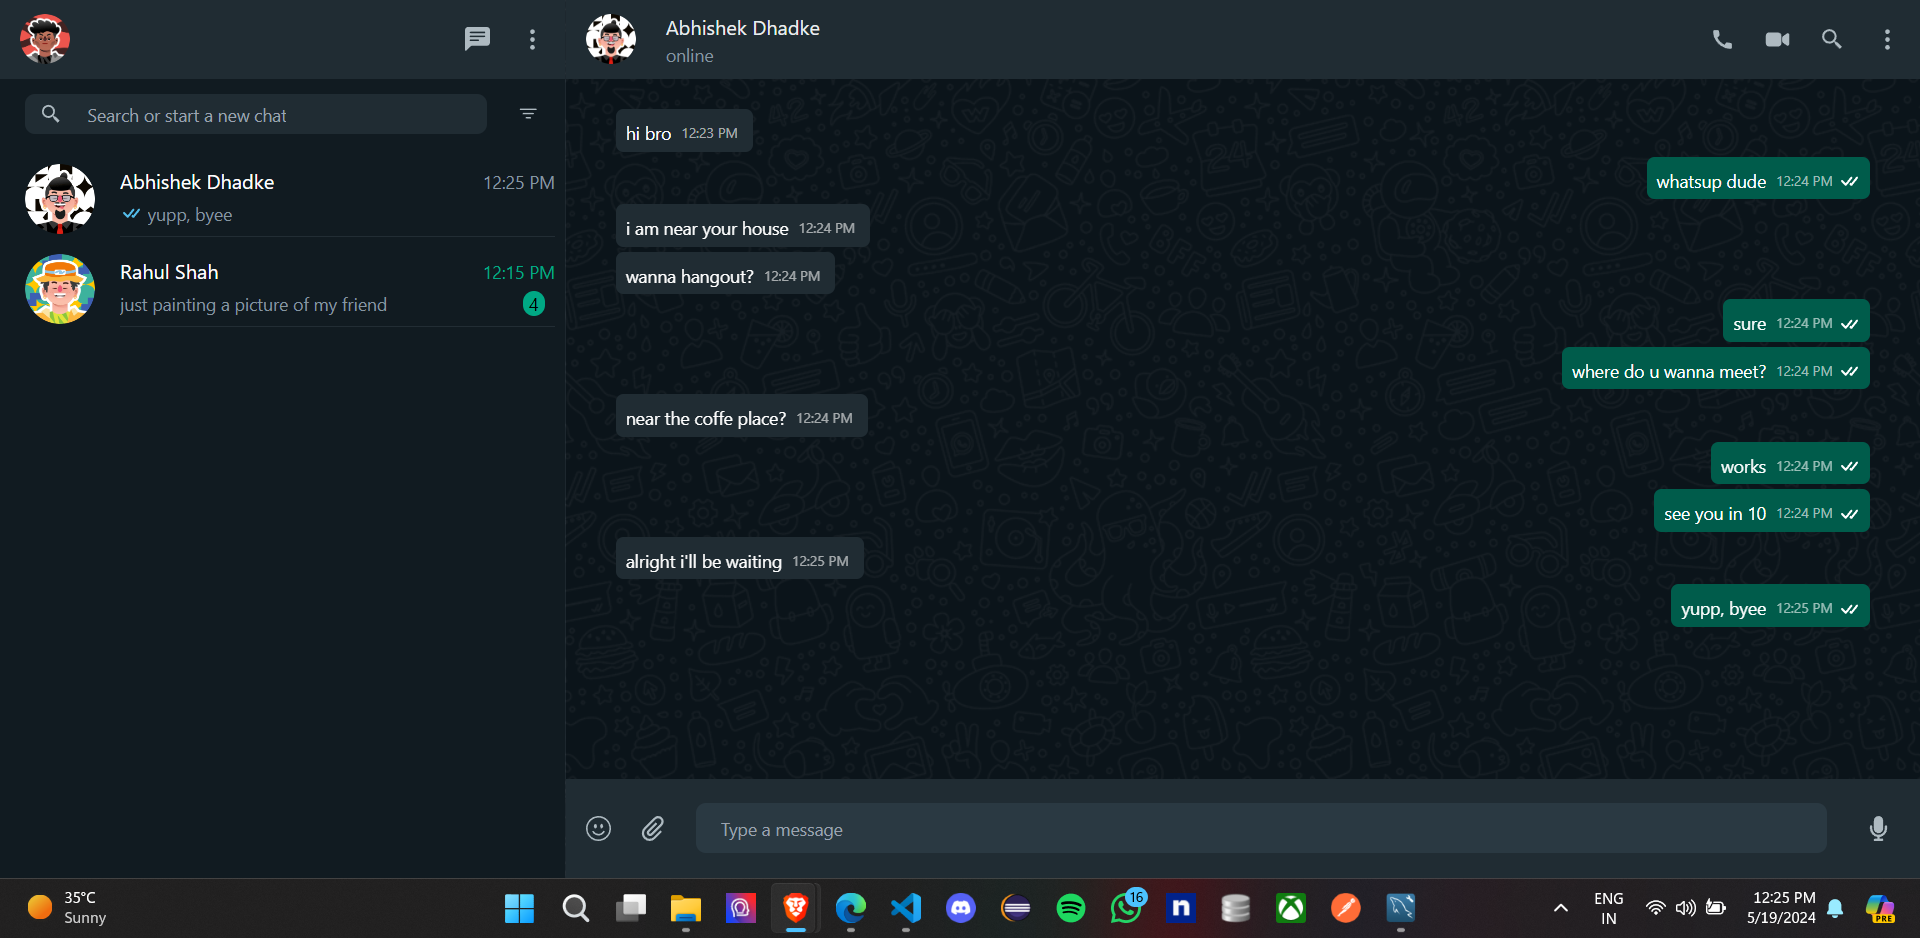 Abhishek Dhadke
online
Search or start a new chat
Abhishek Dhadke 12:25 PM
yupp, byee
Rahul Shah 12:15 PM
just painting a picture of my friend 4
hi bro 12:23 PM
whatsup dude 12:24 PM
i am near your house 12:24 PM
wanna hangout? 12:24 PM
sure 12:24 PM
where do u wanna meet? 12:24 PM
near the coffe place? 12:24 PM
works 12:24 PM
see you in 10 12:24 PM
alright i'll be waiting 12:25 PM
yupp, byee 12:25 PM
Type a message
35°C
Sunny
16
n
PRE
ENG
IN
12:25 PM
5/19/2024